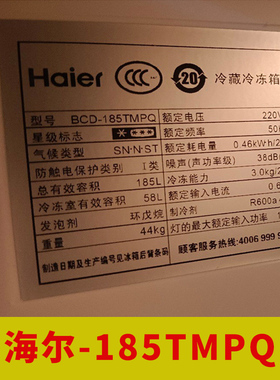 Haier CCC 20 冷藏冷冻箱
型号 BCD-185TMPQ 额定电压 220V
星级标志 额定频率 50
气候类型 SN·N·ST 额定耗电量 0.46kWh/2
防触电保护类别 I类 噪声(声功率级) 38dB
总有效容积 185L 冷冻能力 3.0kg/
冷冻室有效容积 58L 额定输入电流 0.6
发泡剂 环戊烷 制冷剂 R600a
重量 44kg 灯的最大额定输入功率 1
制造日期及生产编号见冰箱后背条码 顾客服务热线:4006 999 9
海尔-185TMPQ